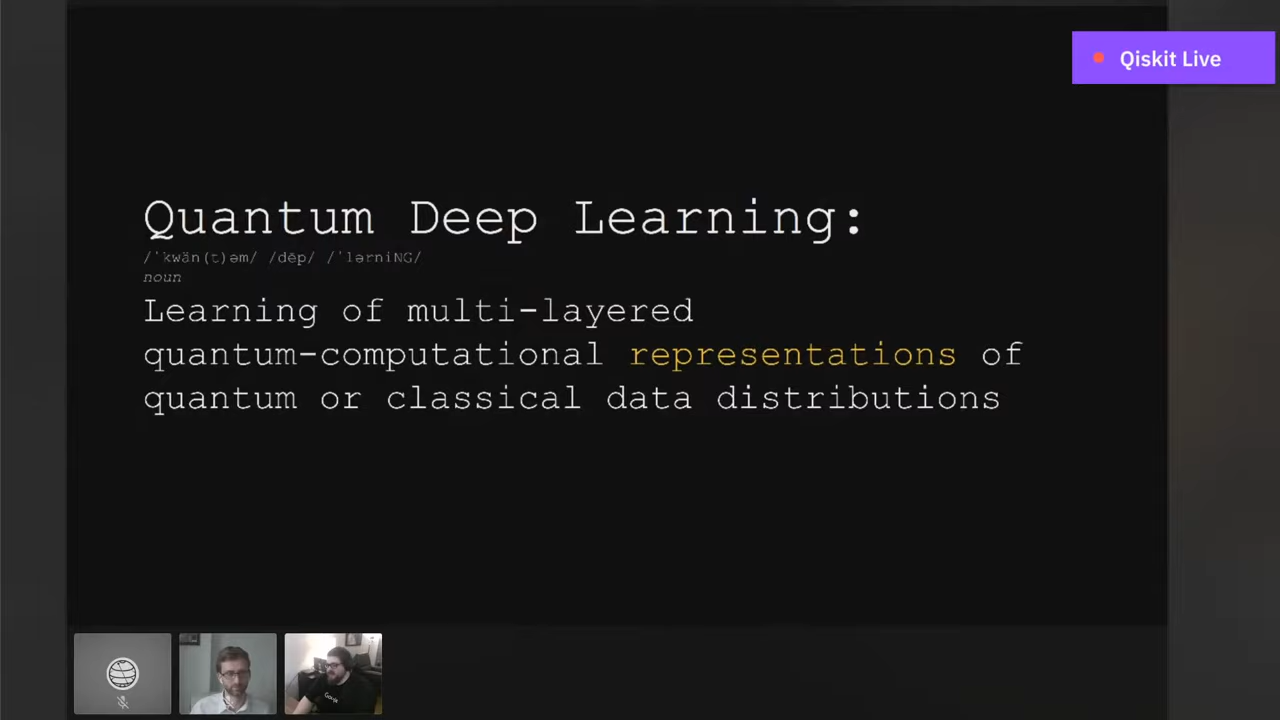 Qiskit Live
Quantum Deep Learning:
/ˈkwän(t)əm/ /dēp/ /ˈlərniNG/
noun
Learning of multi-layered
quantum-computational representations of
quantum or classical data distributions